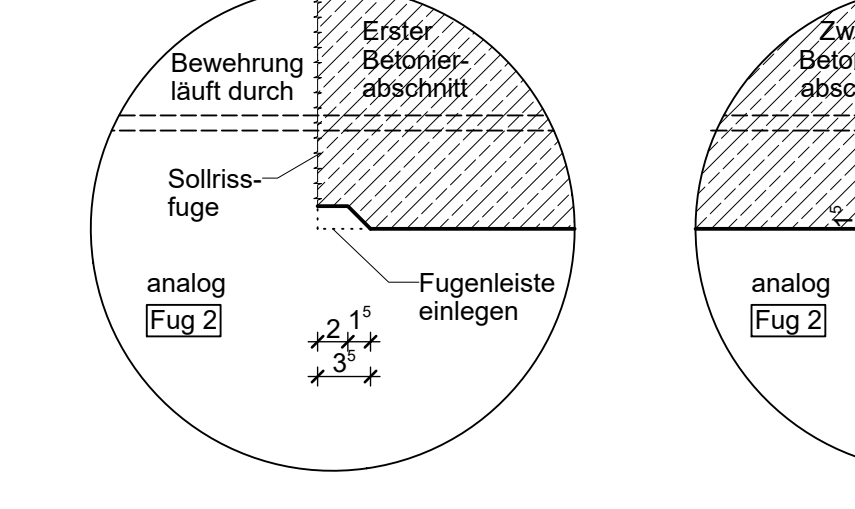 Bewehrung
läuft durch
Erster
Betonier-
abschnitt
Sollriss-
fuge
analog
Fug 2
Fugenleiste
einlegen
2 1⁵
3⁵
1⁵
analog
Fug 2